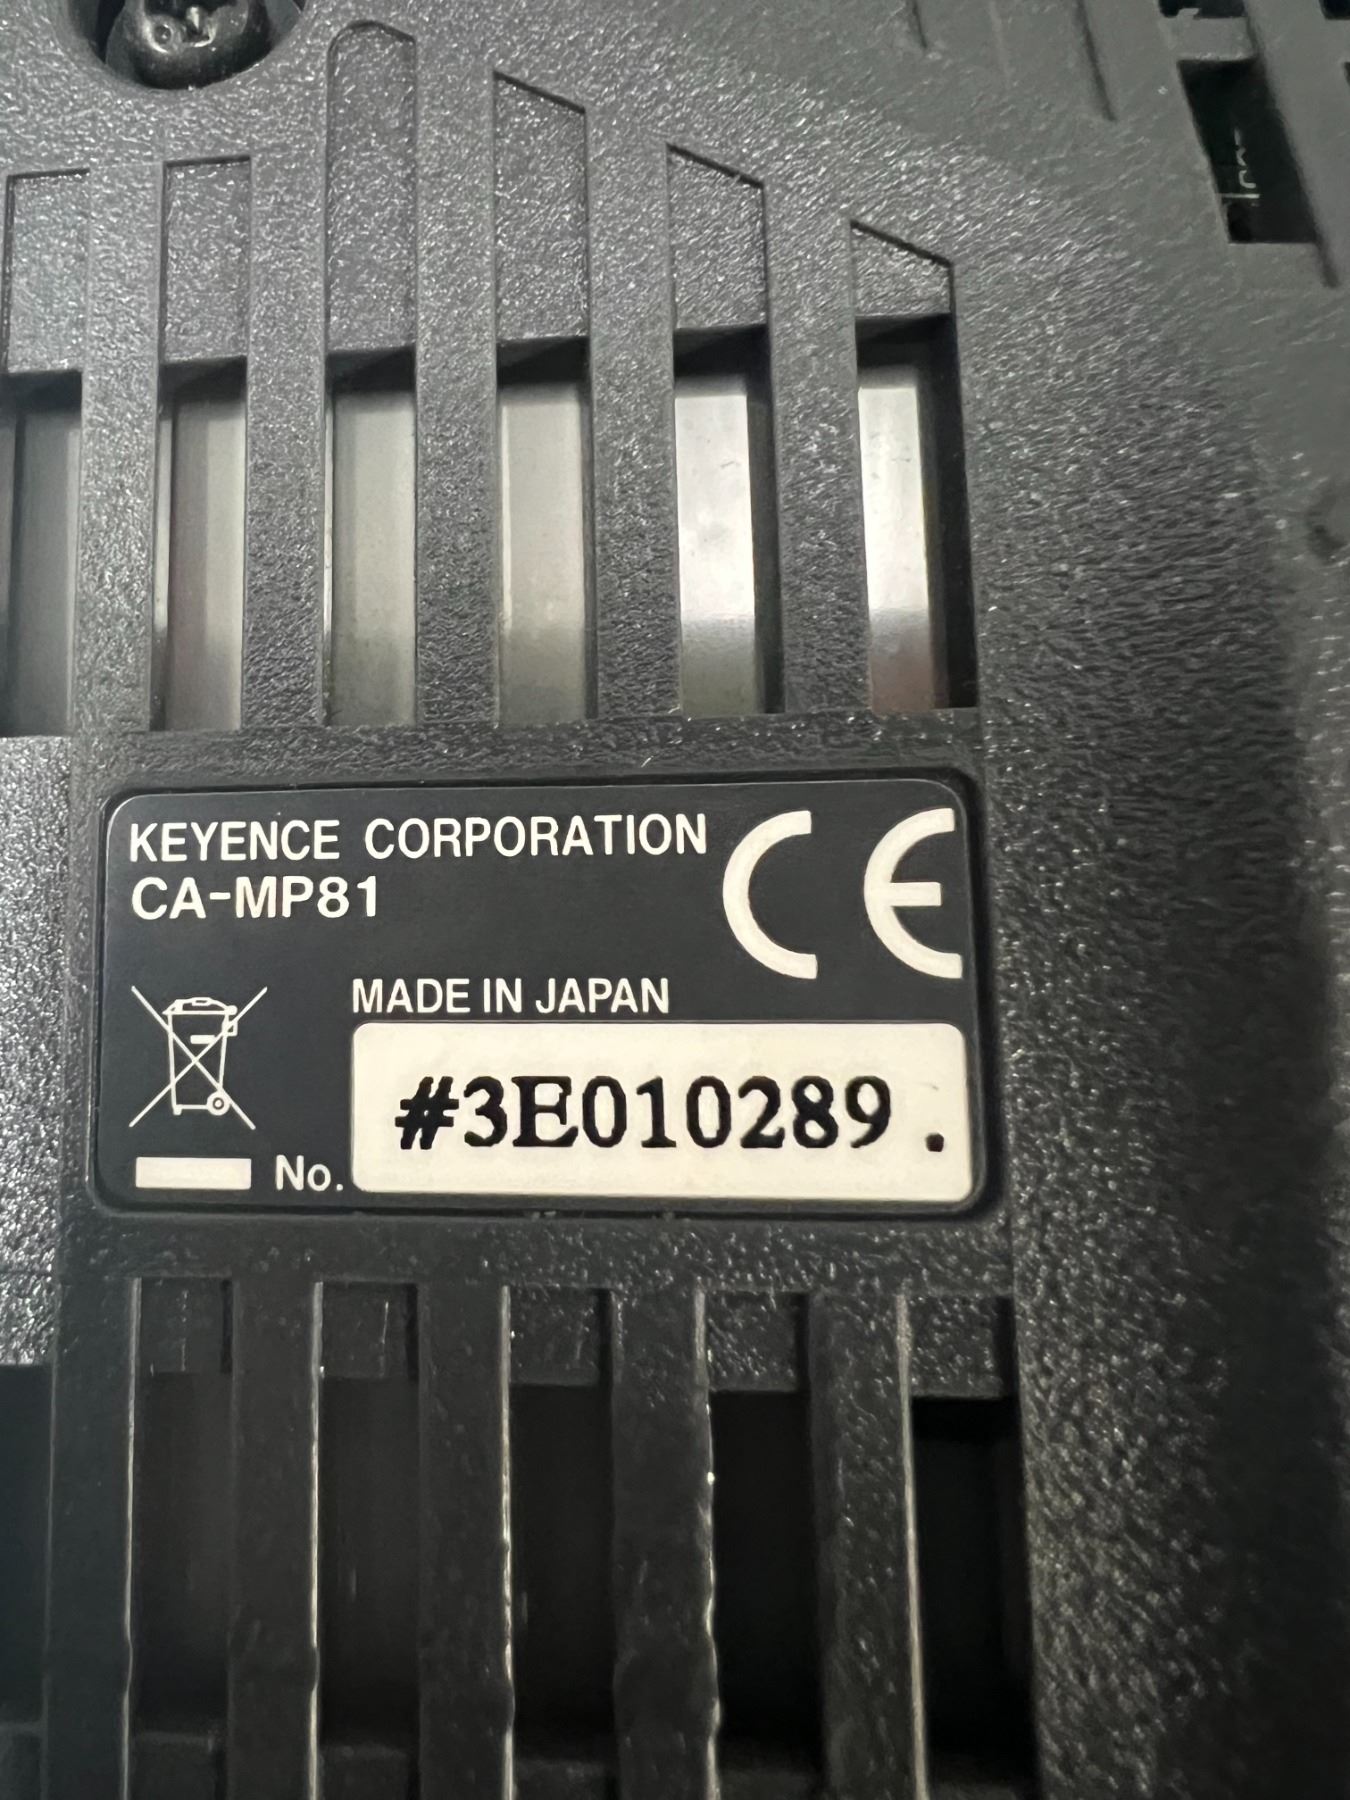 KEYENCE CORPORATION
CA-MP81
CE
MADE IN JAPAN
No. #3E010289 .